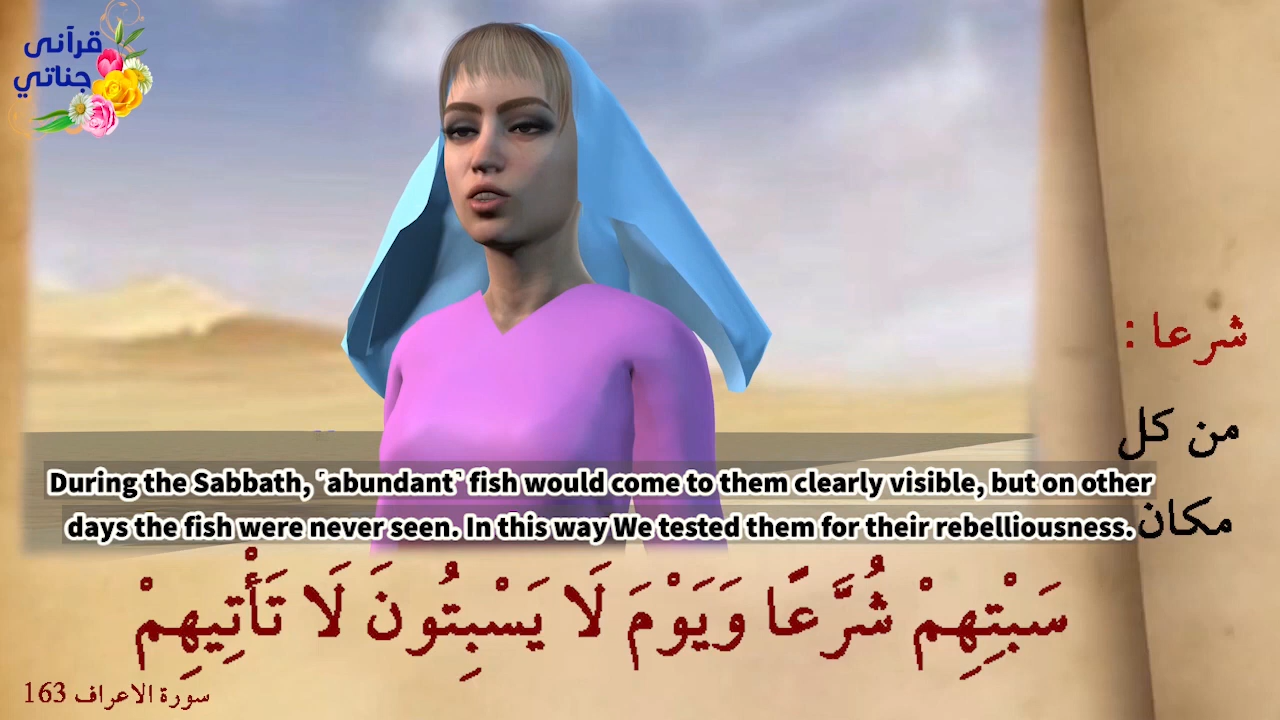 قرآنى
جناتي
شرعا :
من كل
مكان
During the Sabbath, ˹abundant˺ fish would come to them clearly visible, but on other
days the fish were never seen. In this way We tested them for their rebelliousness.
سَبْتِهِمْ شُرَّعًا وَيَوْمَ لَا يَسْبِتُونَ لَا تَأْتِيهِمْ
سورة الاعراف 163